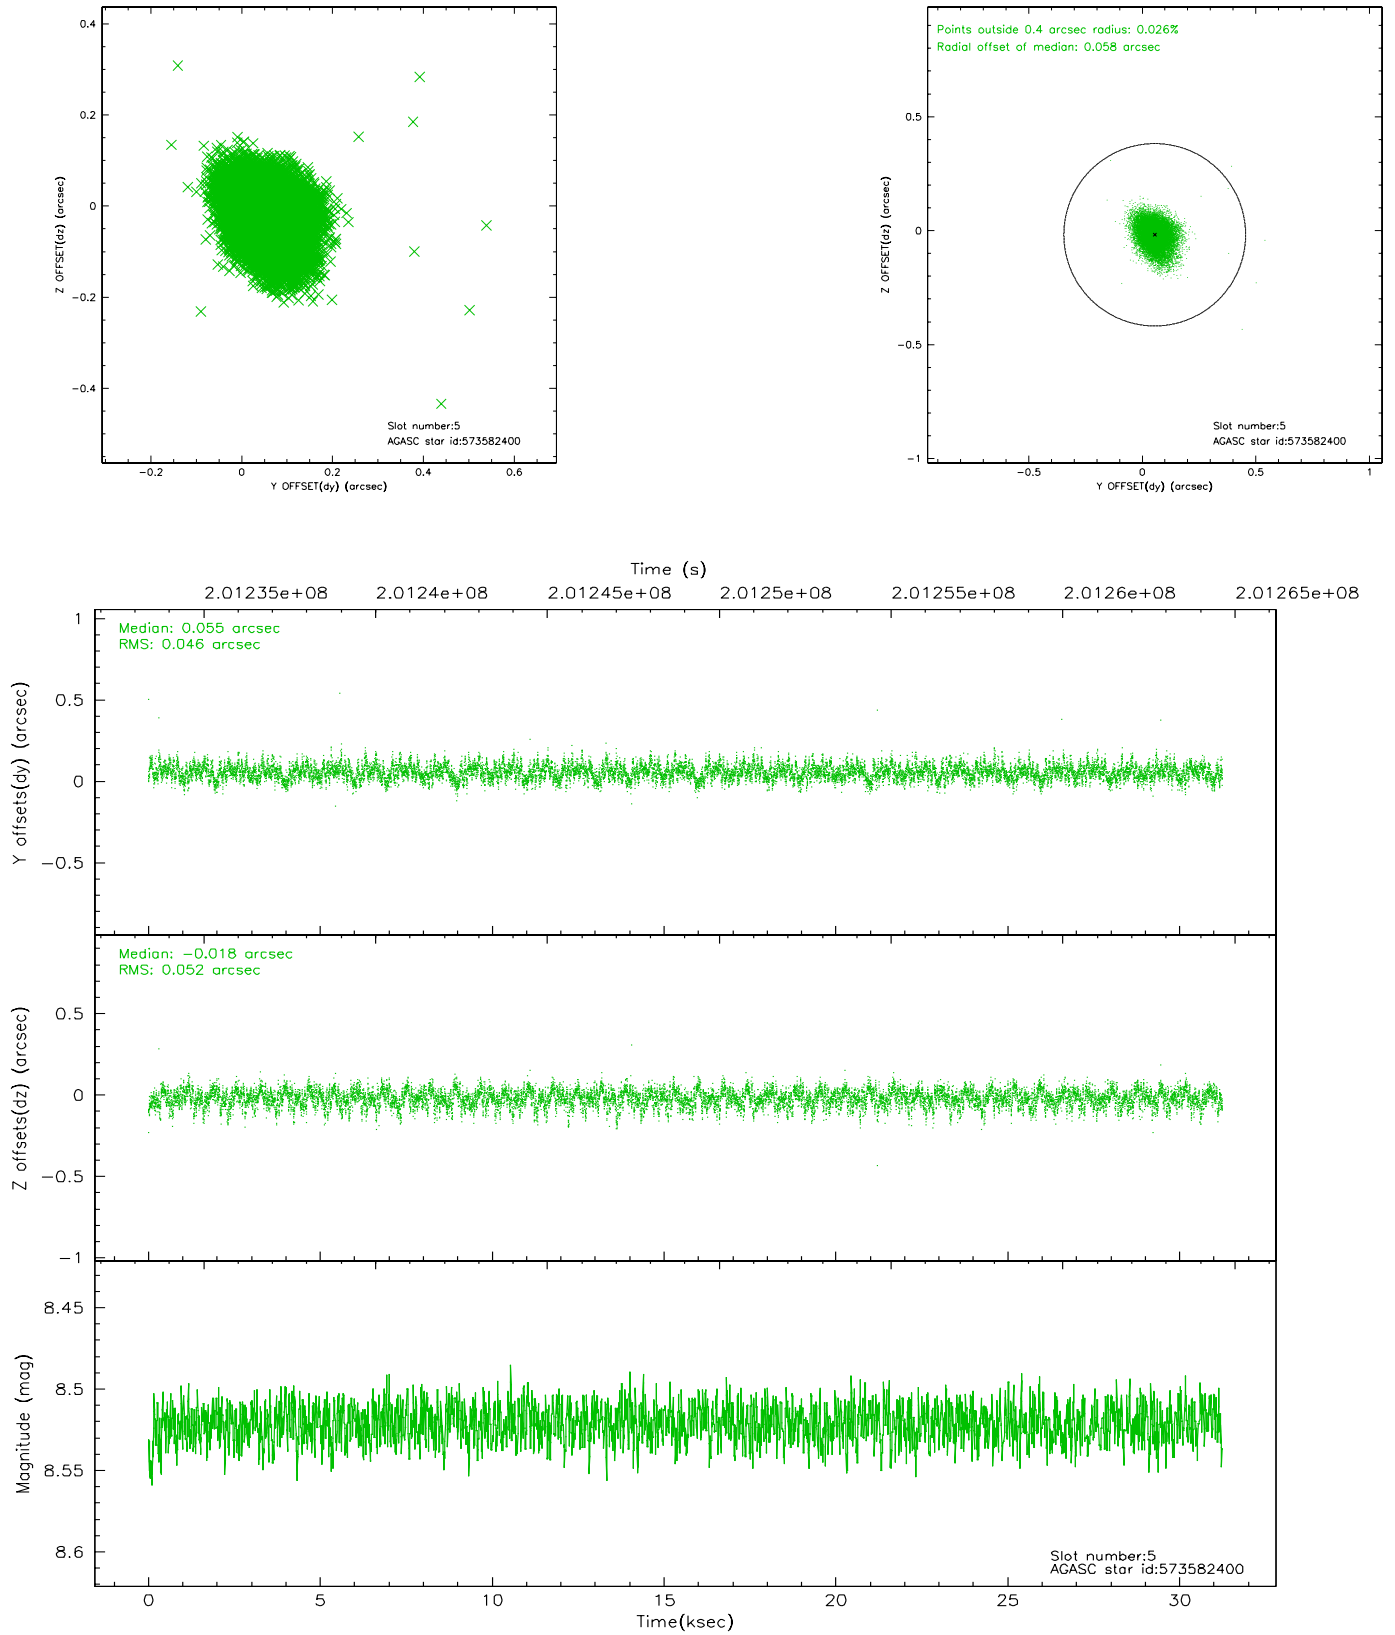 0.4
0.2
0
−0.2
−0.4
Z OFFSET(dz) (arcsec)
Slot number:5
AGASC star id:573582400
−0.2 0 0.2 0.4 0.6
Y OFFSET(dy) (arcsec)
Points outside 0.4 arcsec radius: 0.026%
Radial offset of median: 0.058 arcsec
0.5
0
−0.5
−1
Z OFFSET(dz) (arcsec)
Slot number:5
AGASC star id:573582400
−0.5 0 0.5 1
Y OFFSET(dy) (arcsec)
Time (s)
2.01235e+08 2.0124e+08 2.01245e+08 2.0125e+08 2.01255e+08 2.0126e+08 2.01265e+08
Median: 0.055 arcsec
RMS: 0.046 arcsec
1
0.5
0
−0.5
Y offsets(dy) (arcsec)
Median: −0.018 arcsec
RMS: 0.052 arcsec
0.5
0
−0.5
−1
Z offsets(dz) (arcsec)
8.45
8.5
8.55
8.6
Magnitude (mag)
Slot number:5
AGASC star id:573582400
0 5 10 15 20 25 30
Time(ksec)